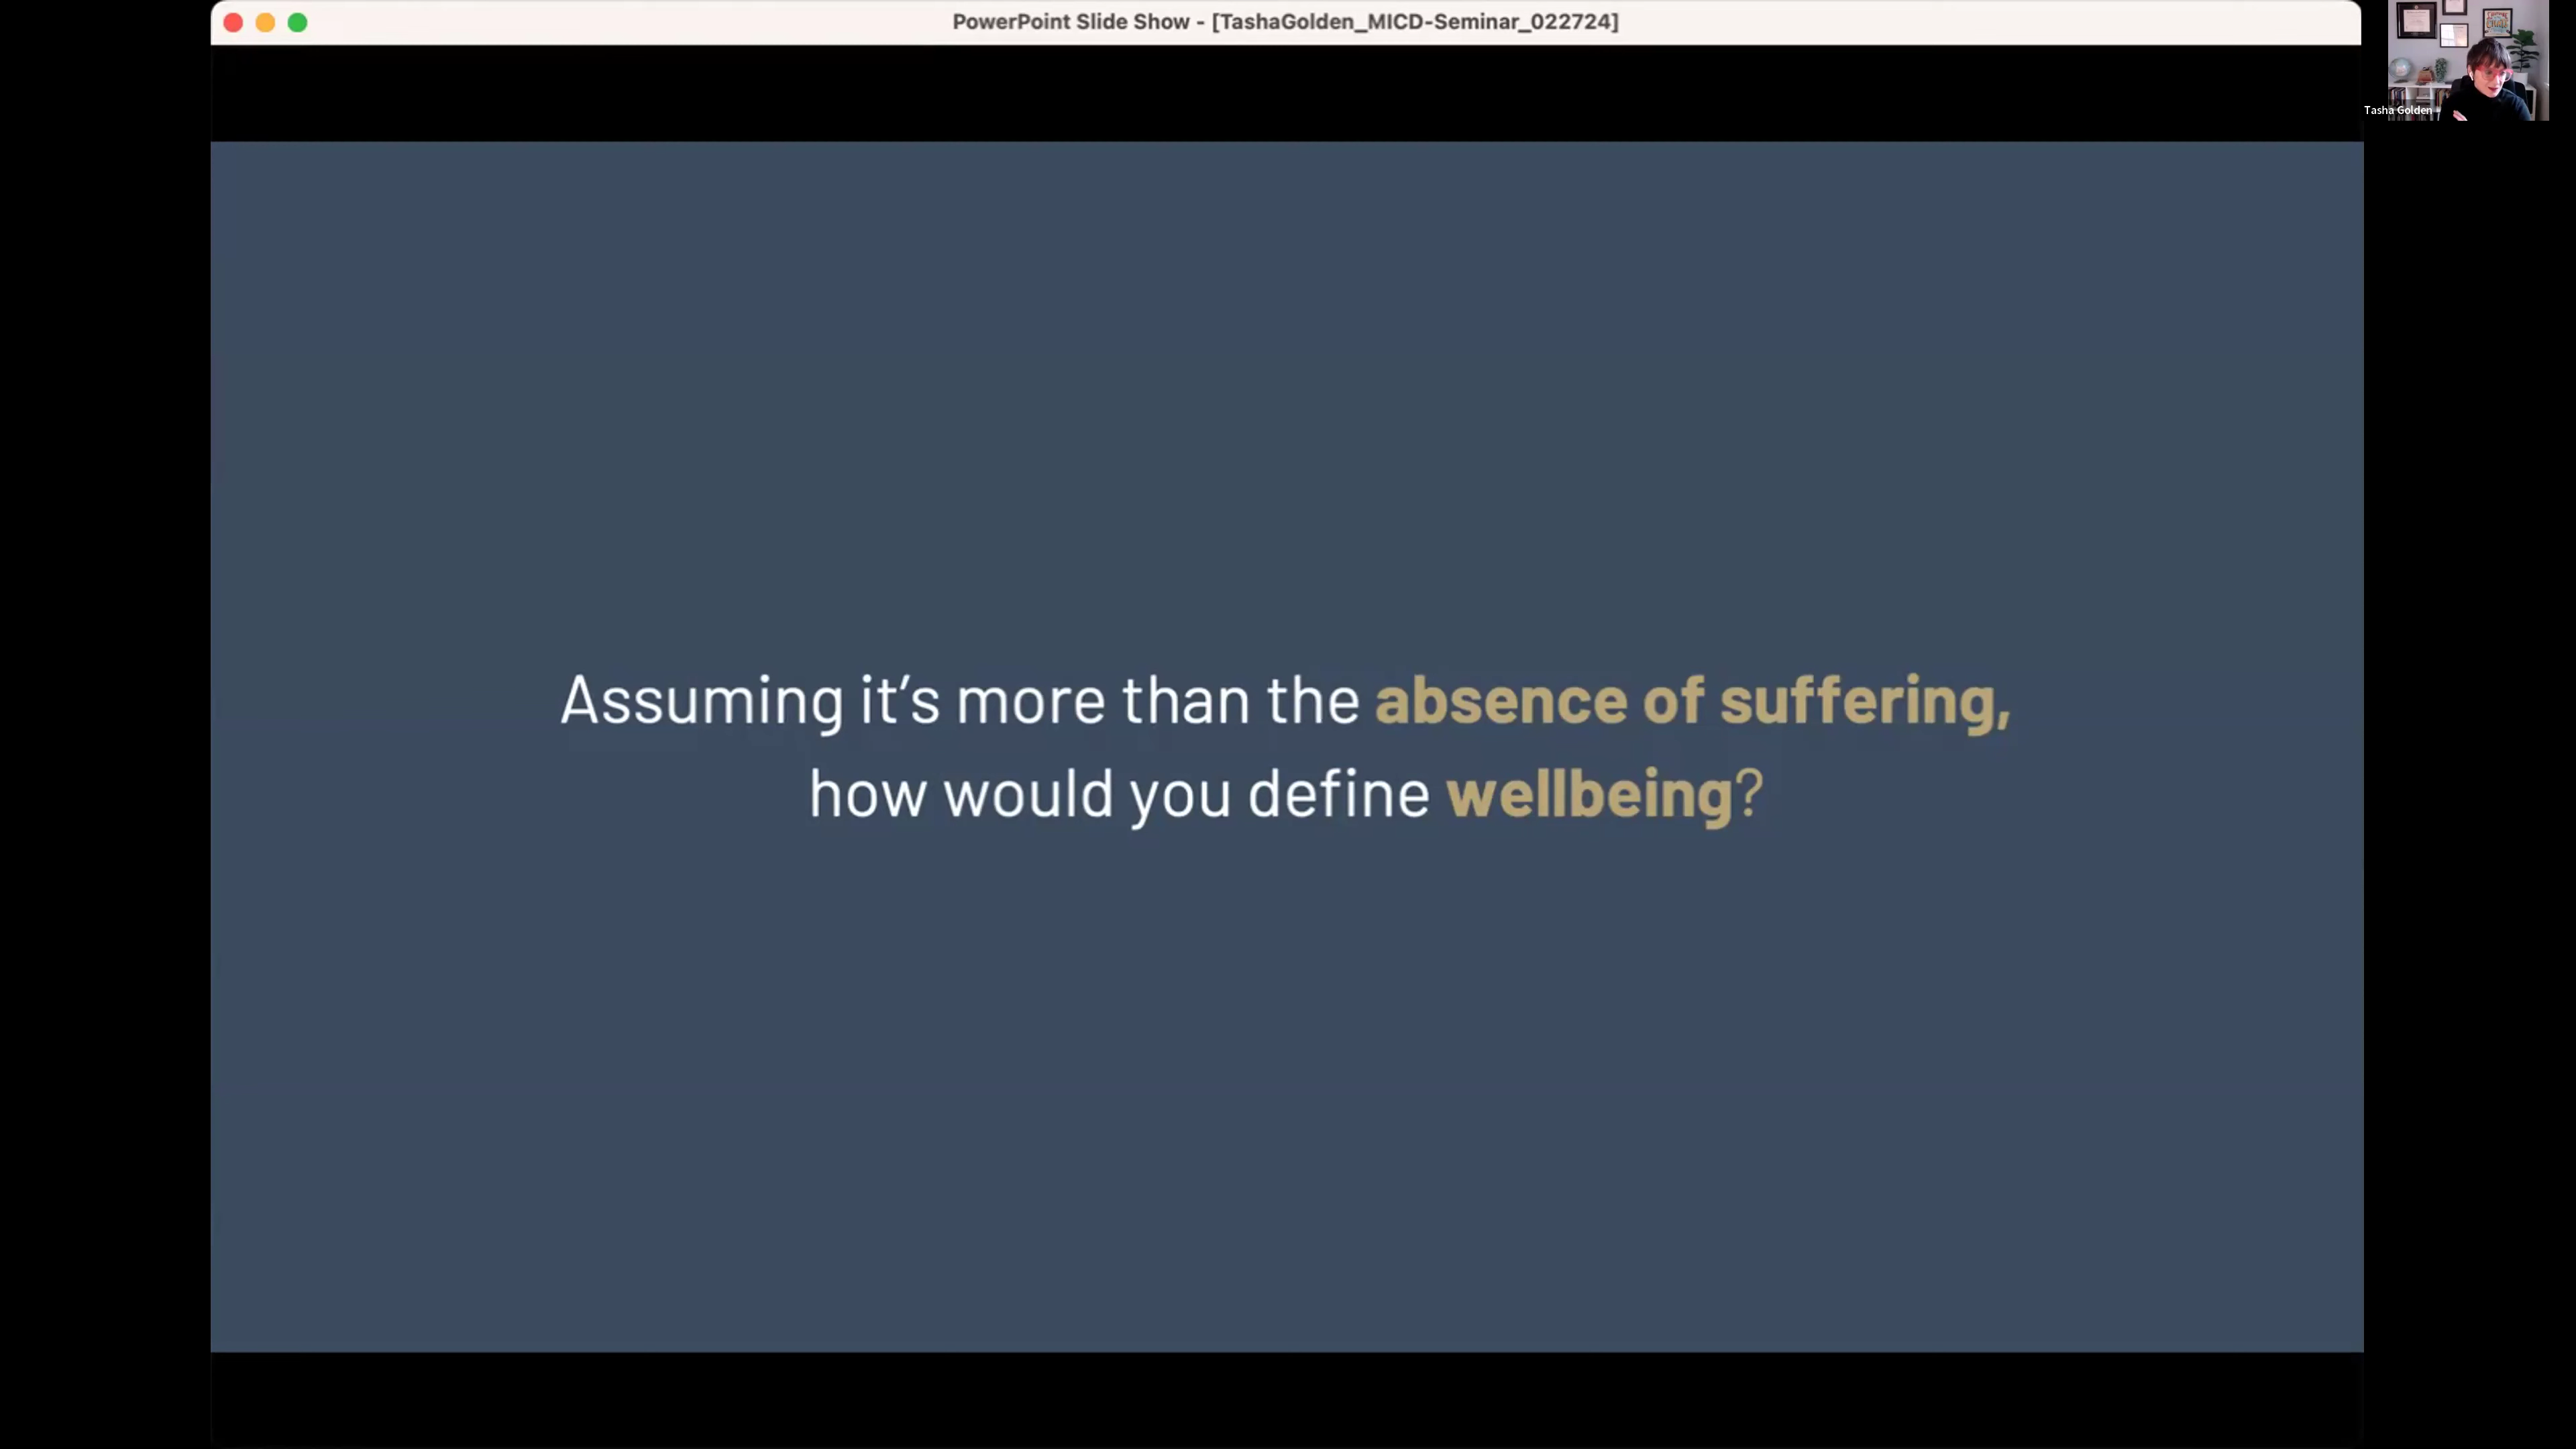 PowerPoint Slide Show - [TashaGolden_MICD-Seminar_022724]
Tasha Golden
Assuming it’s more than the absence of suffering,
how would you define wellbeing?